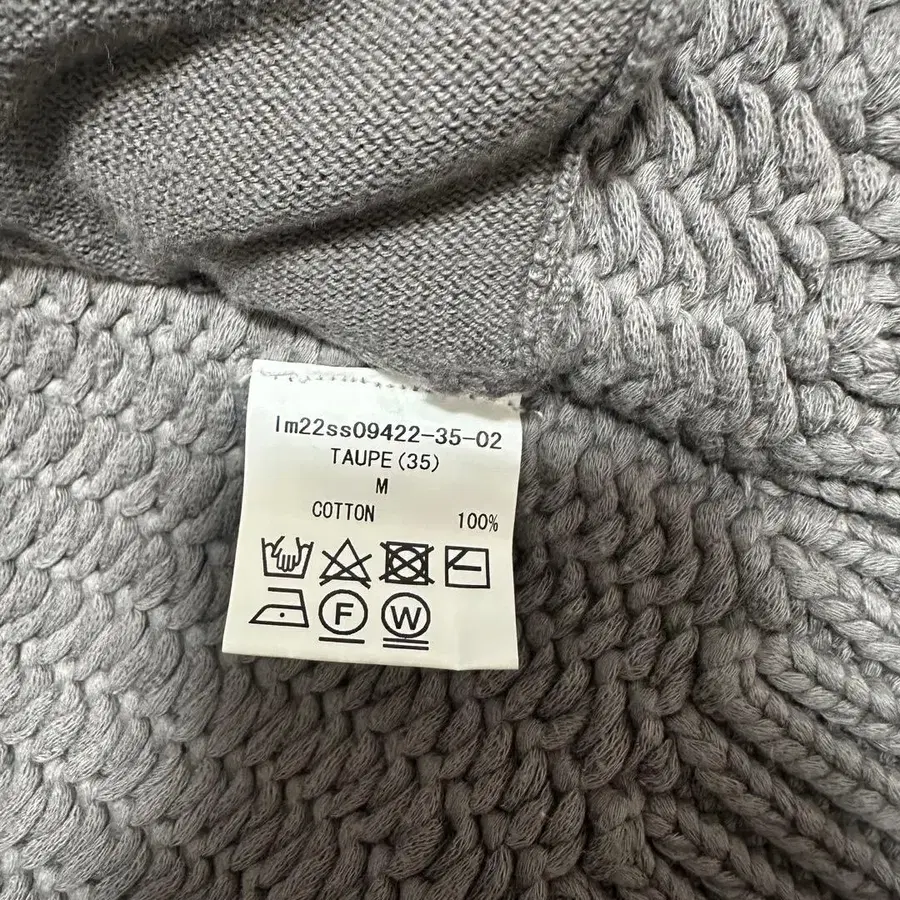 lm22ss09422-35-02
TAUPE(35)
M
COTTON 100%
F W